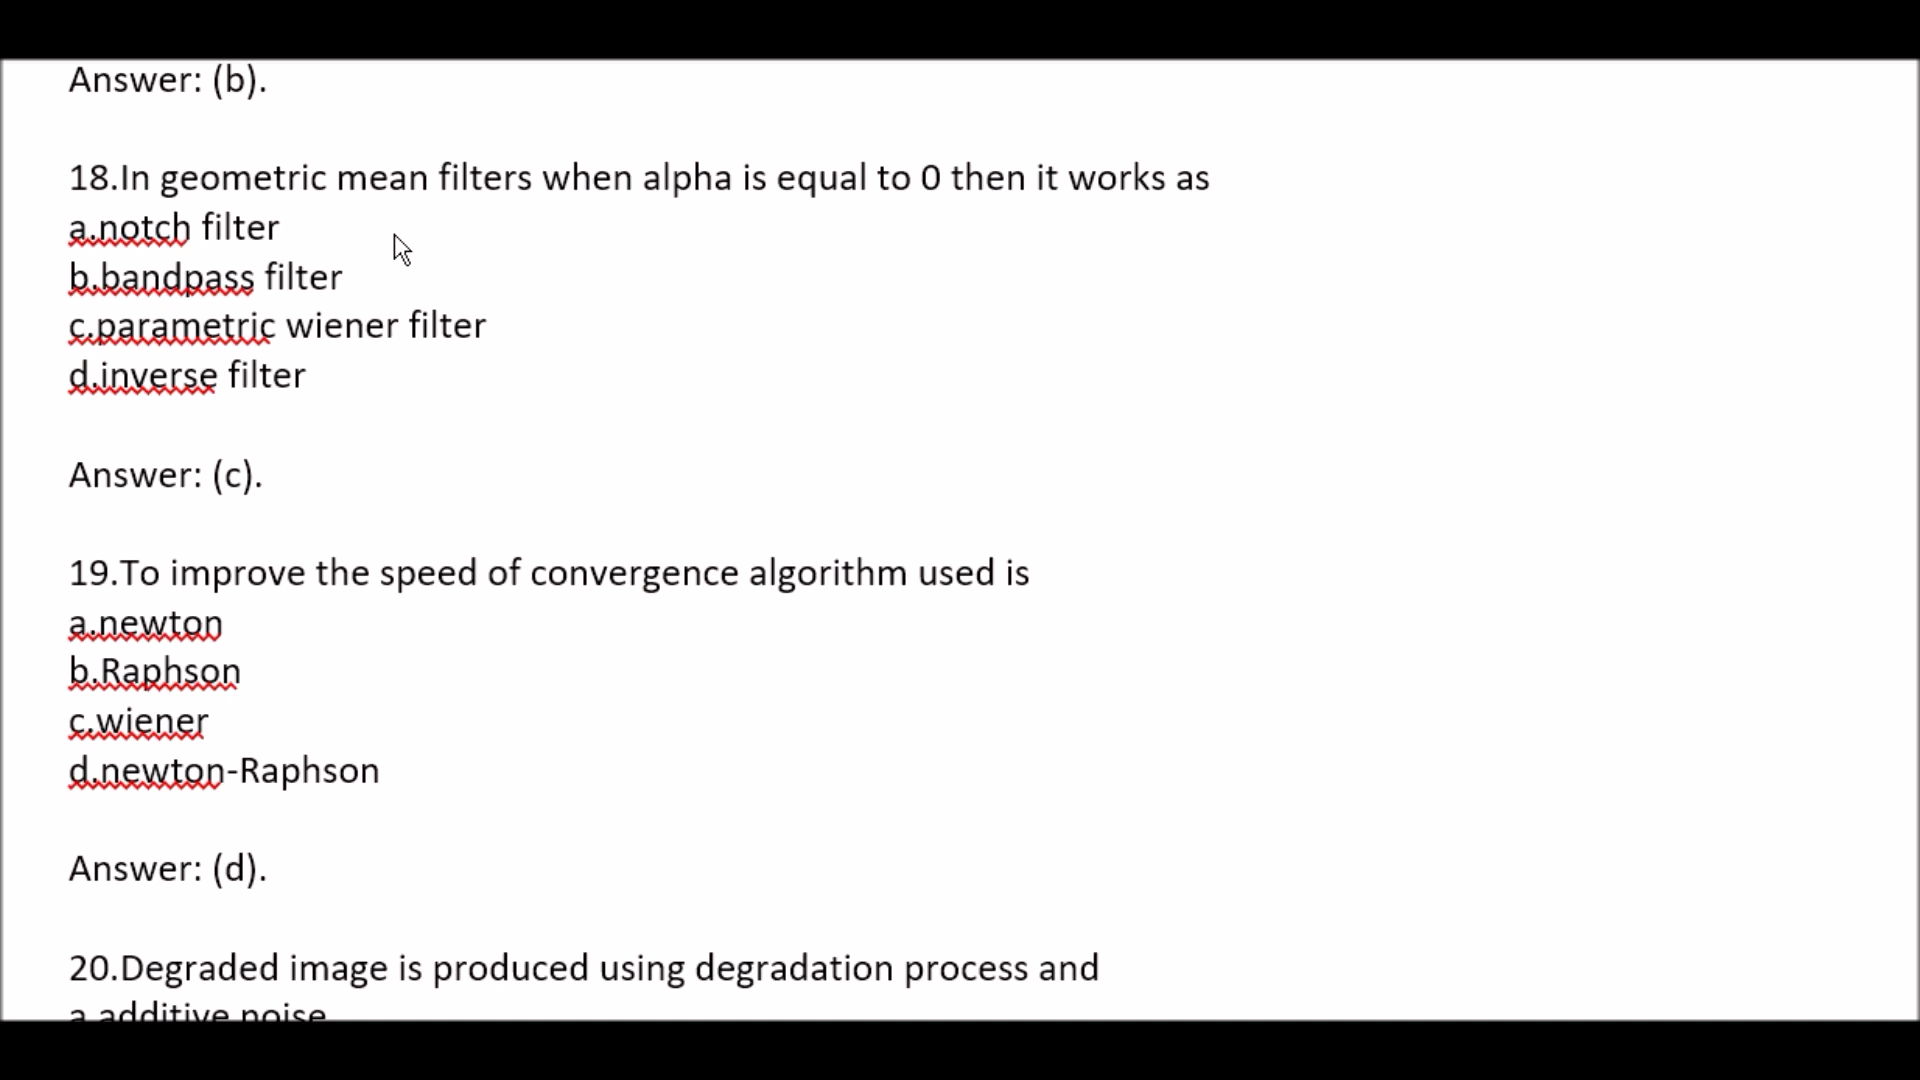 Answer: (b).
18.In geometric mean filters when alpha is equal to 0 then it works as
a.notch filter
b.bandpass filter
c.parametric wiener filter
d.inverse filter
Answer: (c).
19.To improve the speed of convergence algorithm used is
a.newton
b.Raphson
c.wiener
d.newton-Raphson
Answer: (d).
20.Degraded image is produced using degradation process and
a.additive noise